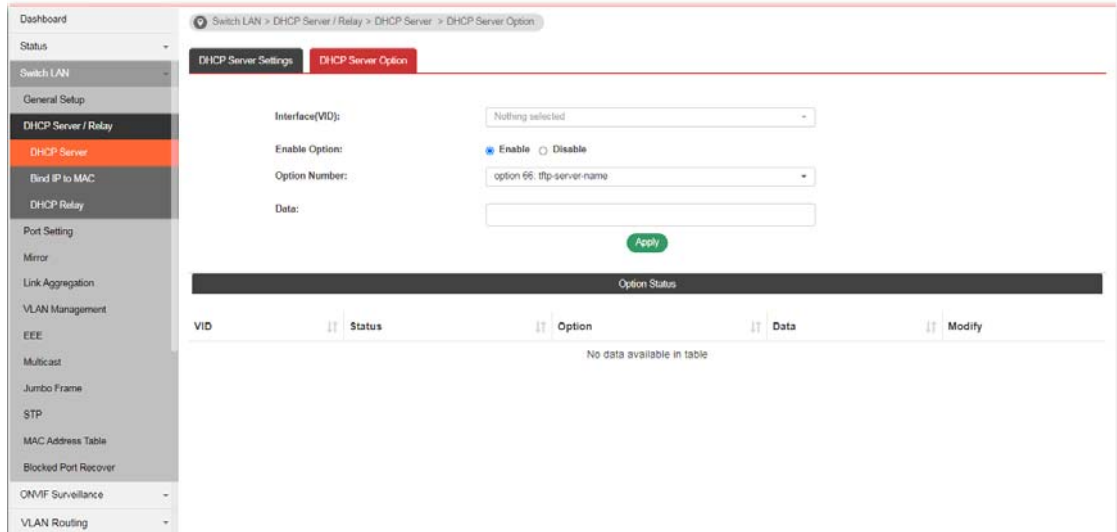 Dashboard
Status
Switch LAN
General Setup
DHCP Server / Relay
DHCP Server
Bind IP to MAC
DHCP Relay
Port Setting
Mirror
Link Aggregation
VLAN Management
EEE
Multicast
Jumbo Frame
STP
MAC Address Table
Blocked Port Recover
ONVIF Surveillance
VLAN Routing
Switch LAN > DHCP Server / Relay > DHCP Server > DHCP Server Option
DHCP Server Settings DHCP Server Option
Interface(VID): Nothing selected
Enable Option: Enable Disable
Option Number: option 66. tftp-server-name
Data:
Apply
Option Status
VID Status Option Data Modify
No data available in table